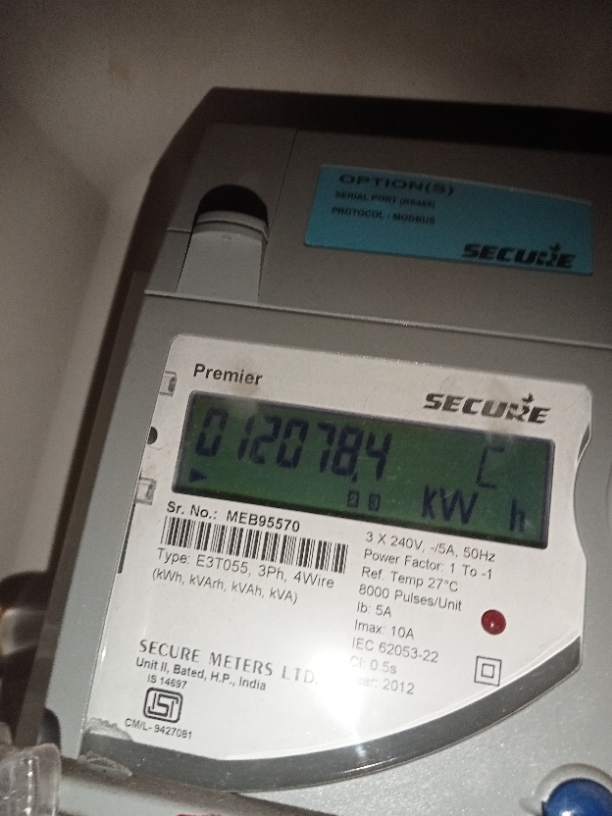 OPTION(S)
SERIAL PORT (RS485)
PROTOCOL : MODBUS
SECURE
Premier
SECURE
012078.4 C
kW h
Sr. No.: MEB95570
Type: E3T055, 3Ph, 4Wire
(kWh, kVArh, kVAh, kVA)
3 X 240V, -/5A, 50Hz
Power Factor: 1 To -1
Ref. Temp 27°C
8000 Pulses/Unit
Ib: 5A
Imax: 10A
IEC 62053-22
Cl: 0.5s
2012
SECURE METERS LTD.
Unit II, Bated, H.P., India
IS 14697
ISI
CM/L- 9427081